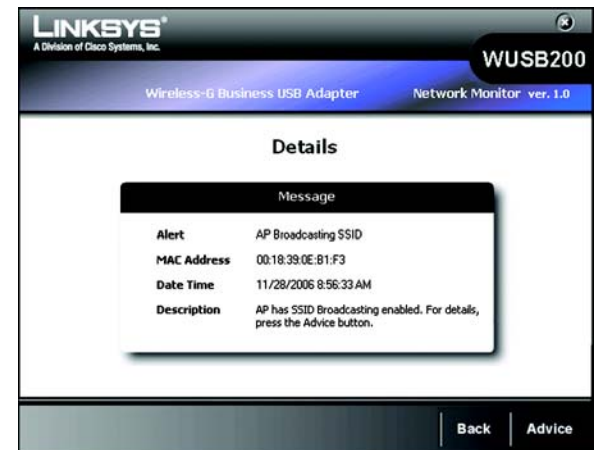 LINKSYS®
A Division of Cisco Systems, Inc.
WUSB200
Wireless-G Business USB Adapter Network Monitor ver. 1.0
Details
Message
Alert AP Broadcasting SSID
MAC Address 00:18:39:0E:B1:F3
Date Time 11/28/2006 8:56:33 AM
Description AP has SSID Broadcasting enabled. For details,
press the Advice button.
Back Advice